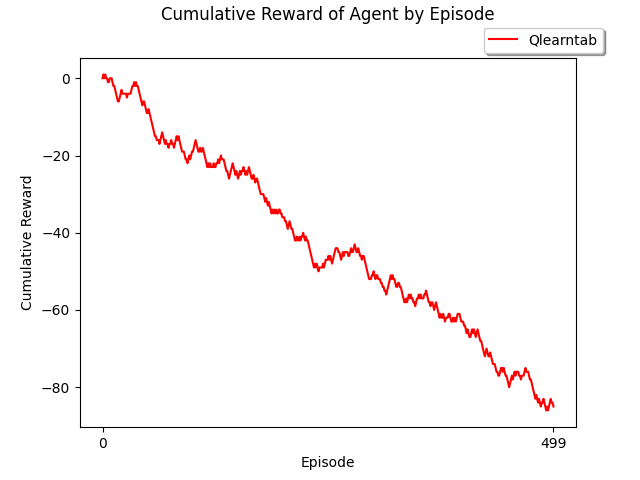 Cumulative Reward of Agent by Episode
Qlearntab
0
−20
−40
−60
−80
Cumulative Reward
0
499
Episode